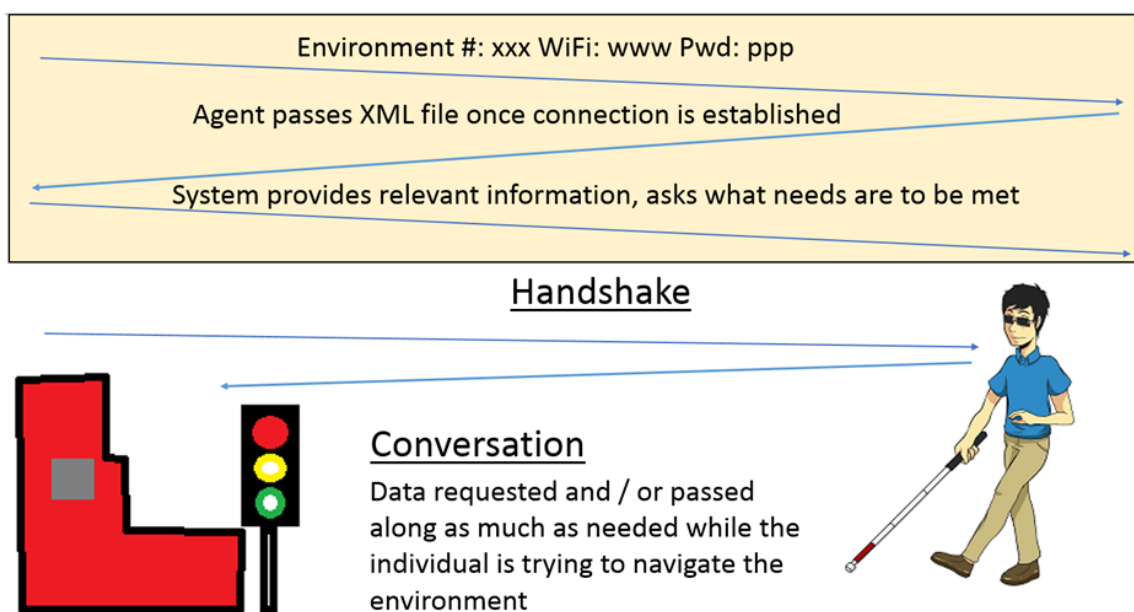 Environment #: xxx WiFi: www Pwd: ppp
Agent passes XML file once connection is established
System provides relevant information, asks what needs are to be met
Handshake
Conversation
Data requested and / or passed
along as much as needed while the
individual is trying to navigate the
environment